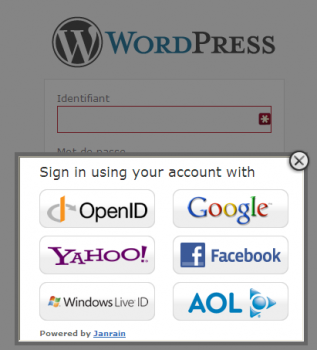 WORDPRESS
Identifiant
Mot de passe
Sign in using your account with
OpenID
Google
YAHOO!
Facebook
Windows Live ID
AOL
Powered by Janrain